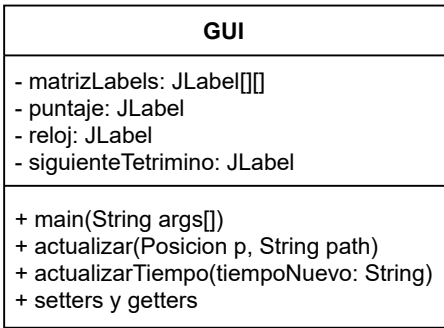 GUI
- matrizLabels: JLabel[][]
- puntaje: JLabel
- reloj: JLabel
- siguienteTetrimino: JLabel
+ main(String args[])
+ actualizar(Posicion p, String path)
+ actualizarTiempo(tiempoNuevo: String)
+ setters y getters